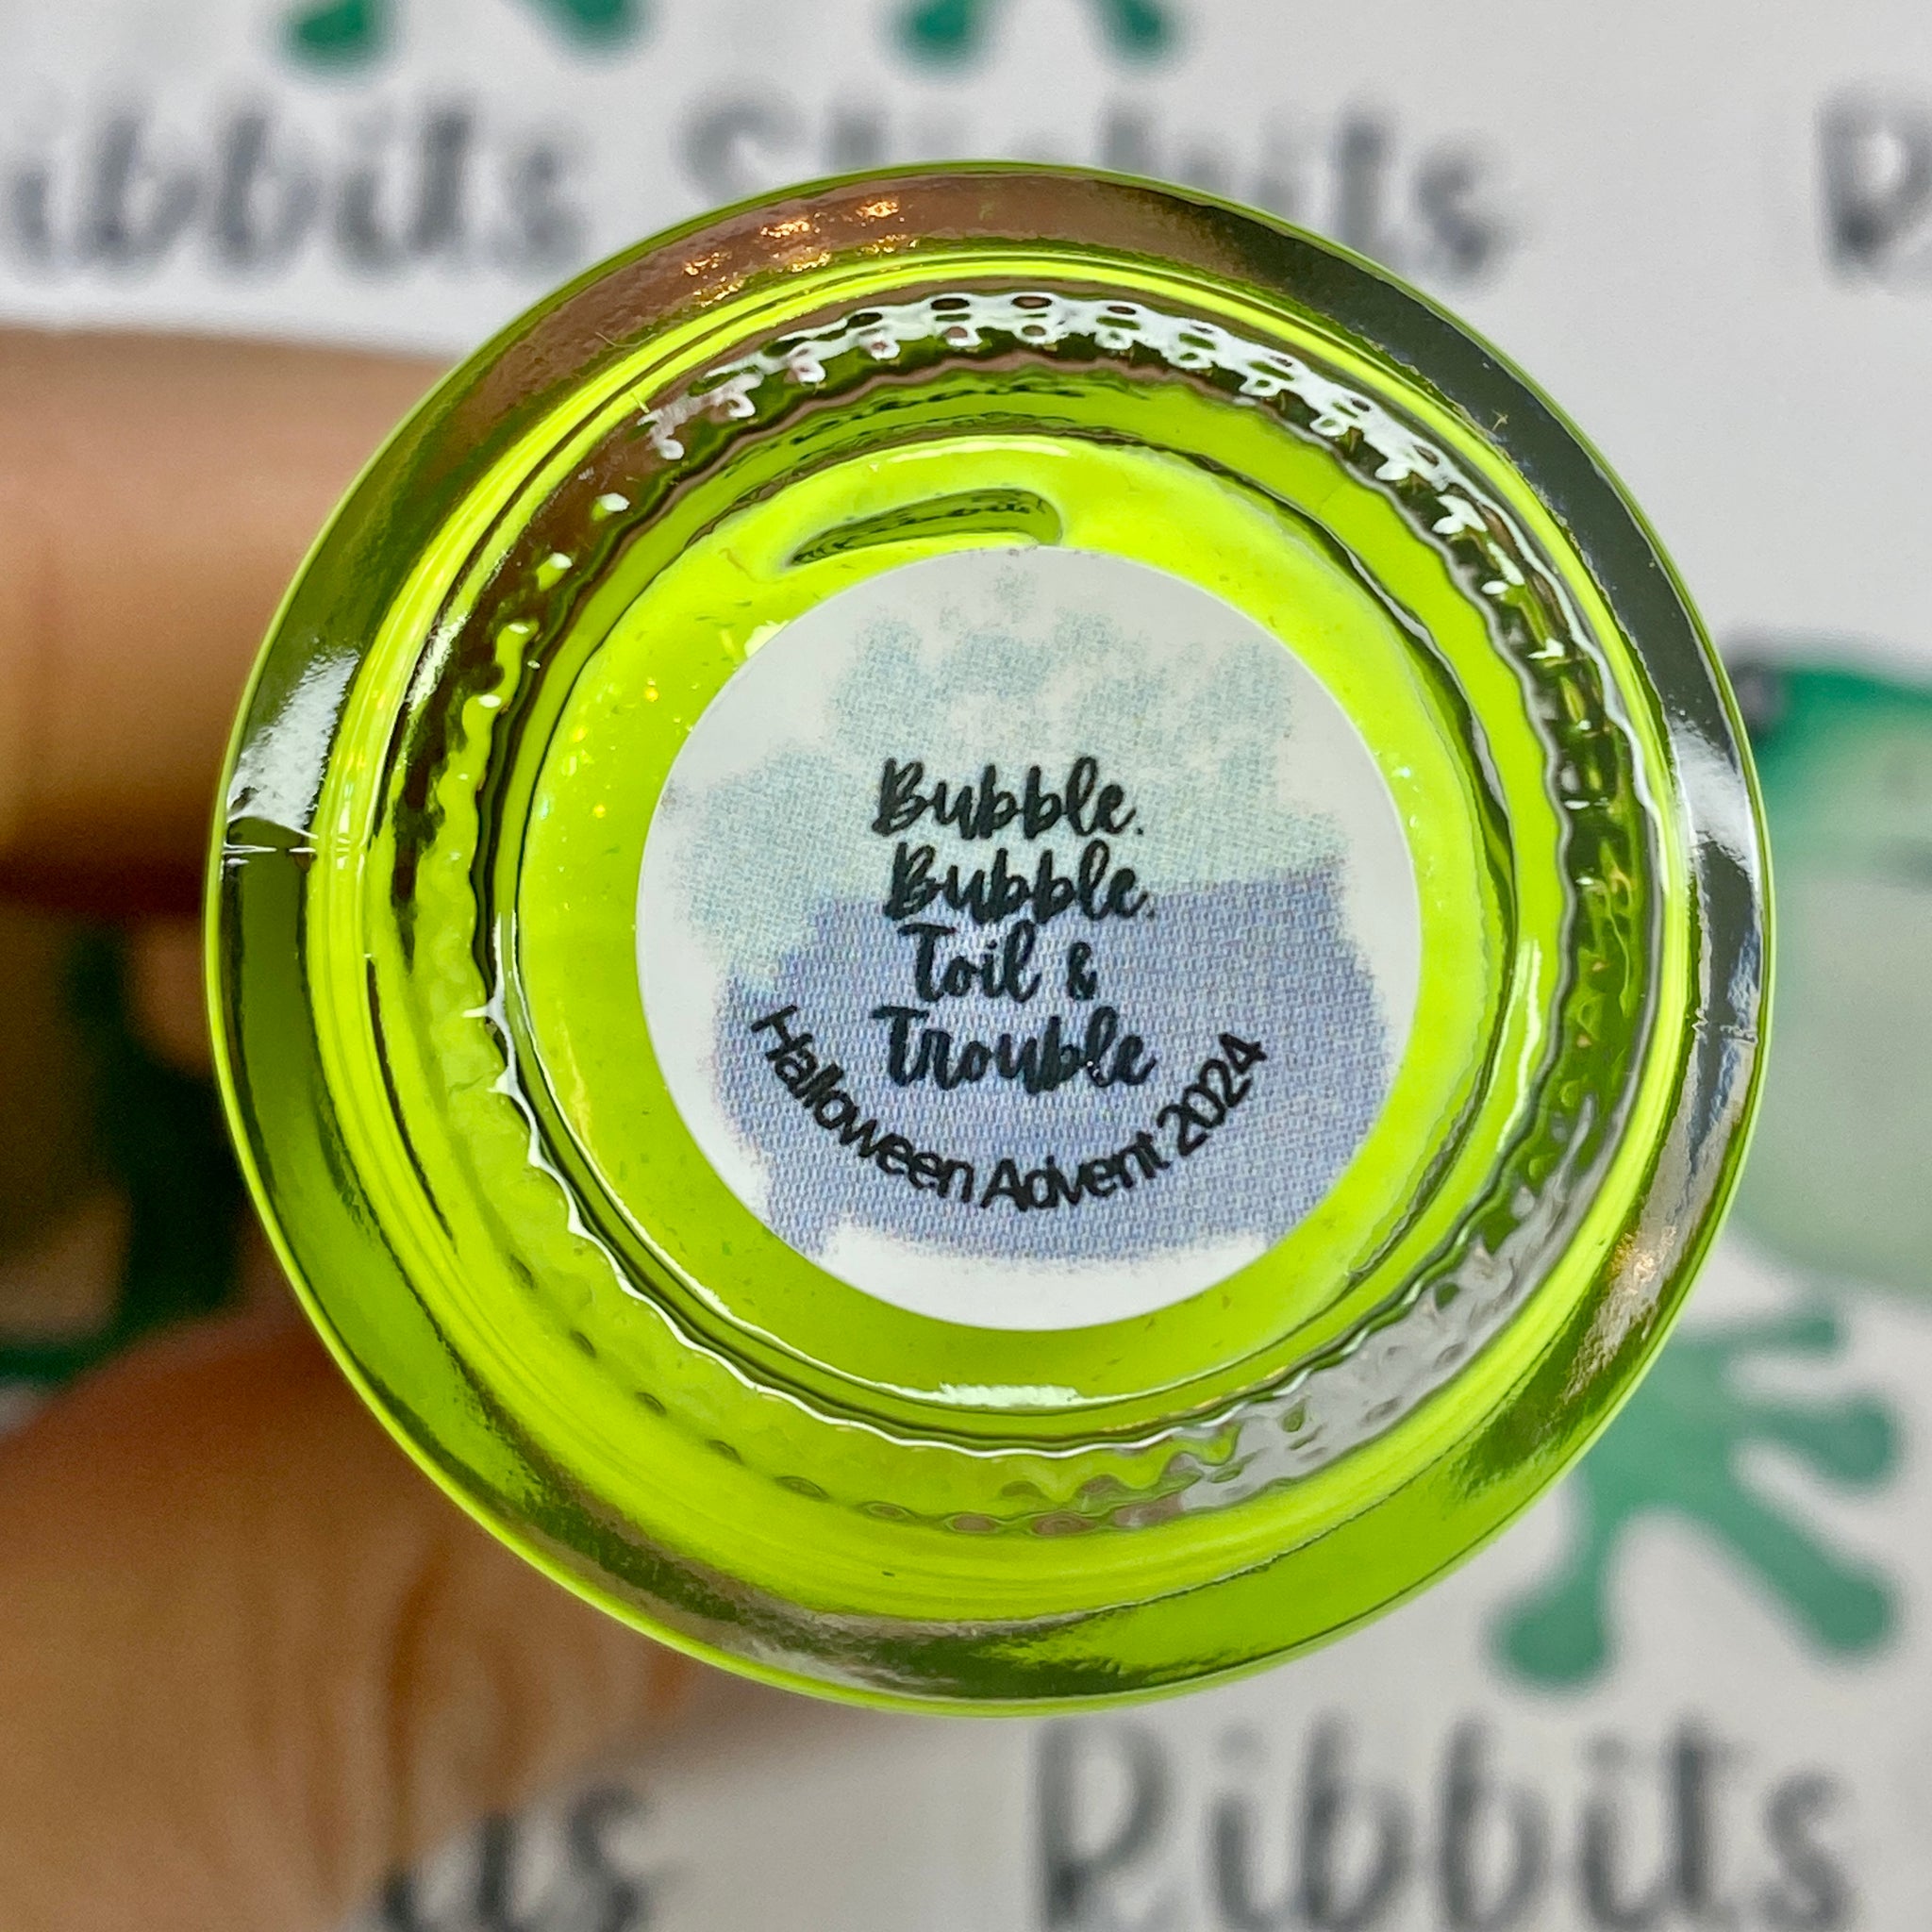 Ribbits
Bubble.
Bubble.
Toil &
Trouble
Halloween Advent 2024
Ribbits